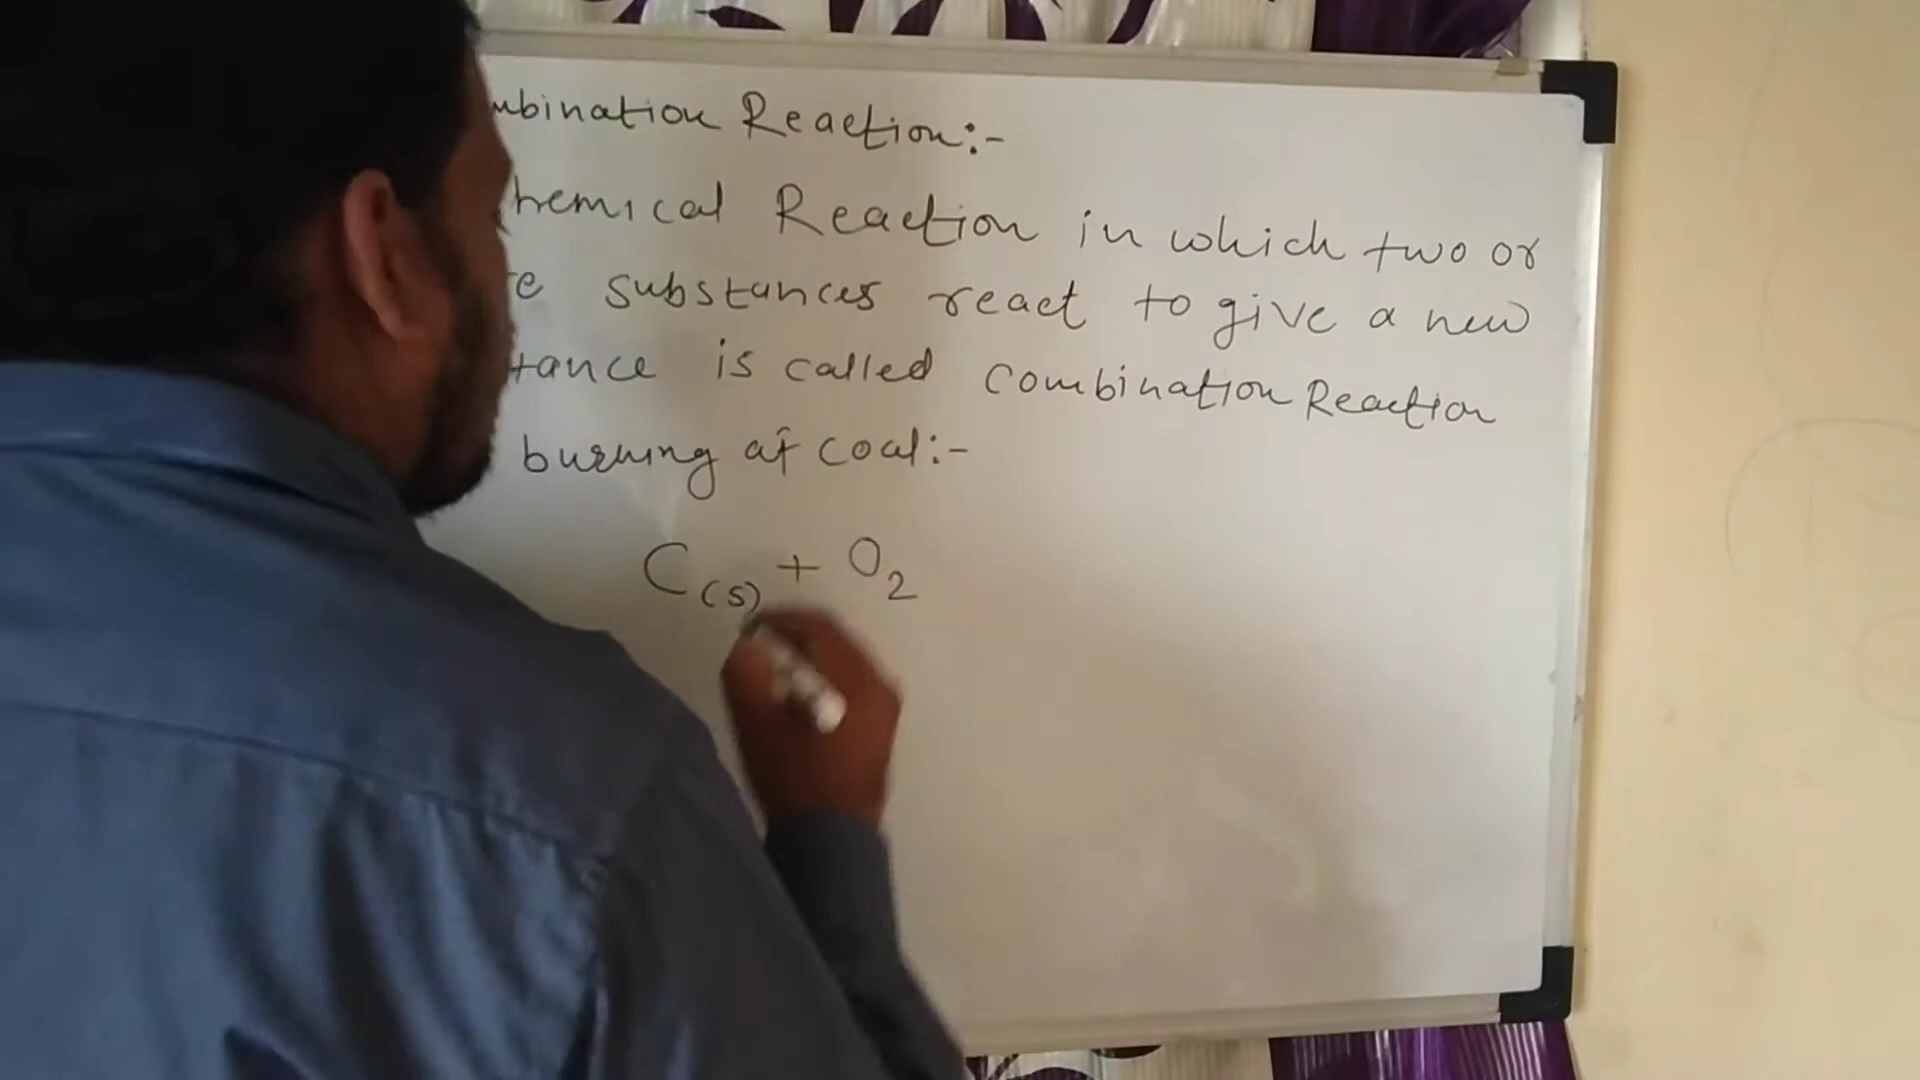 mbination Reaction:-
hemical Reaction in which two or
e substances react to give a new
tance is called Combination Reaction
burning of coal:-
C(s) + O2